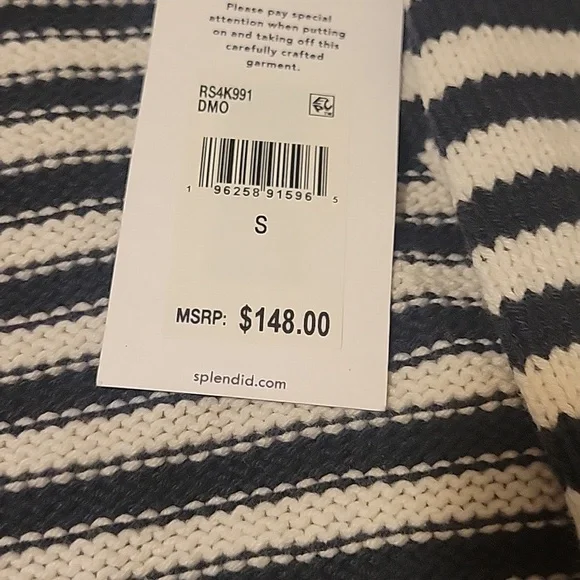 Please pay special
attention when putting
on and taking off this
carefully crafted
garment.
RS4K991
DMO
1 96258 91596 5
S
MSRP: $148.00
splendid.com